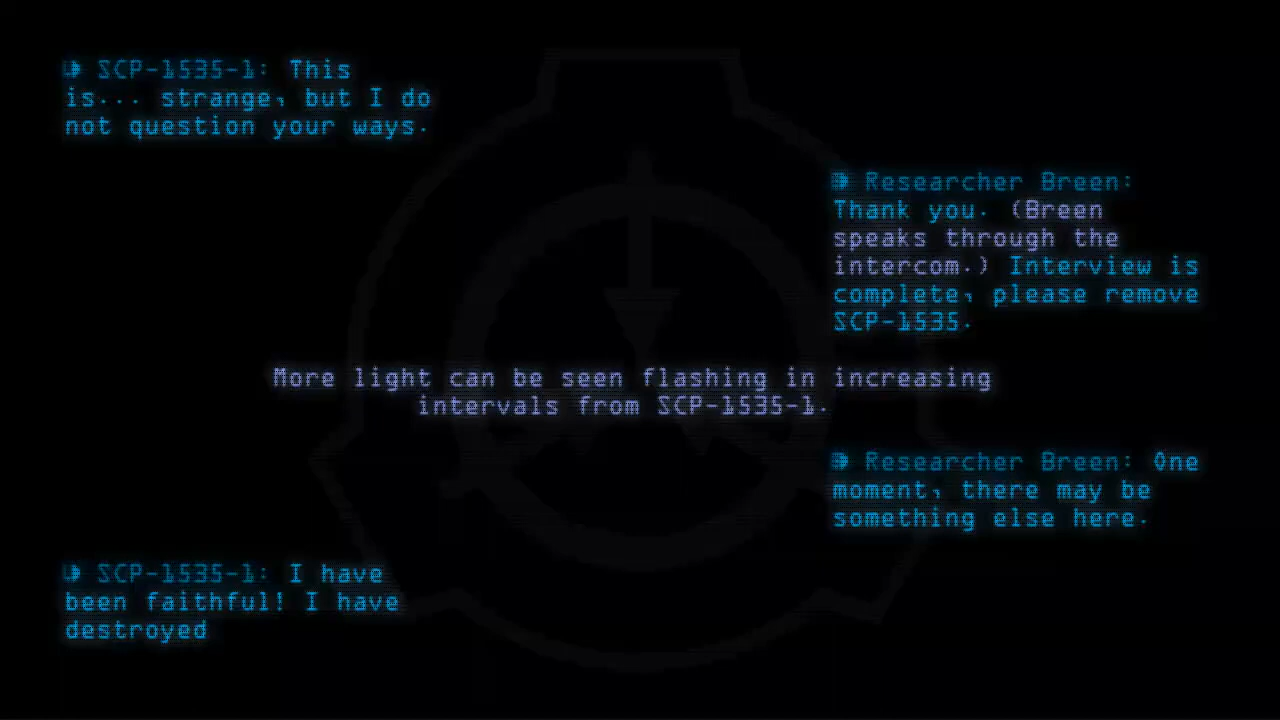 SCP-1535-1: This
is... strange, but I do
not question your ways.
Researcher Breen:
Thank you. (Breen
speaks through the
intercom.) Interview is
complete, please remove
SCP-1535.
More light can be seen flashing in increasing
intervals from SCP-1535-1.
Researcher Breen: One
moment, there may be
something else here.
SCP-1535-1: I have
been faithful! I have
destroyed